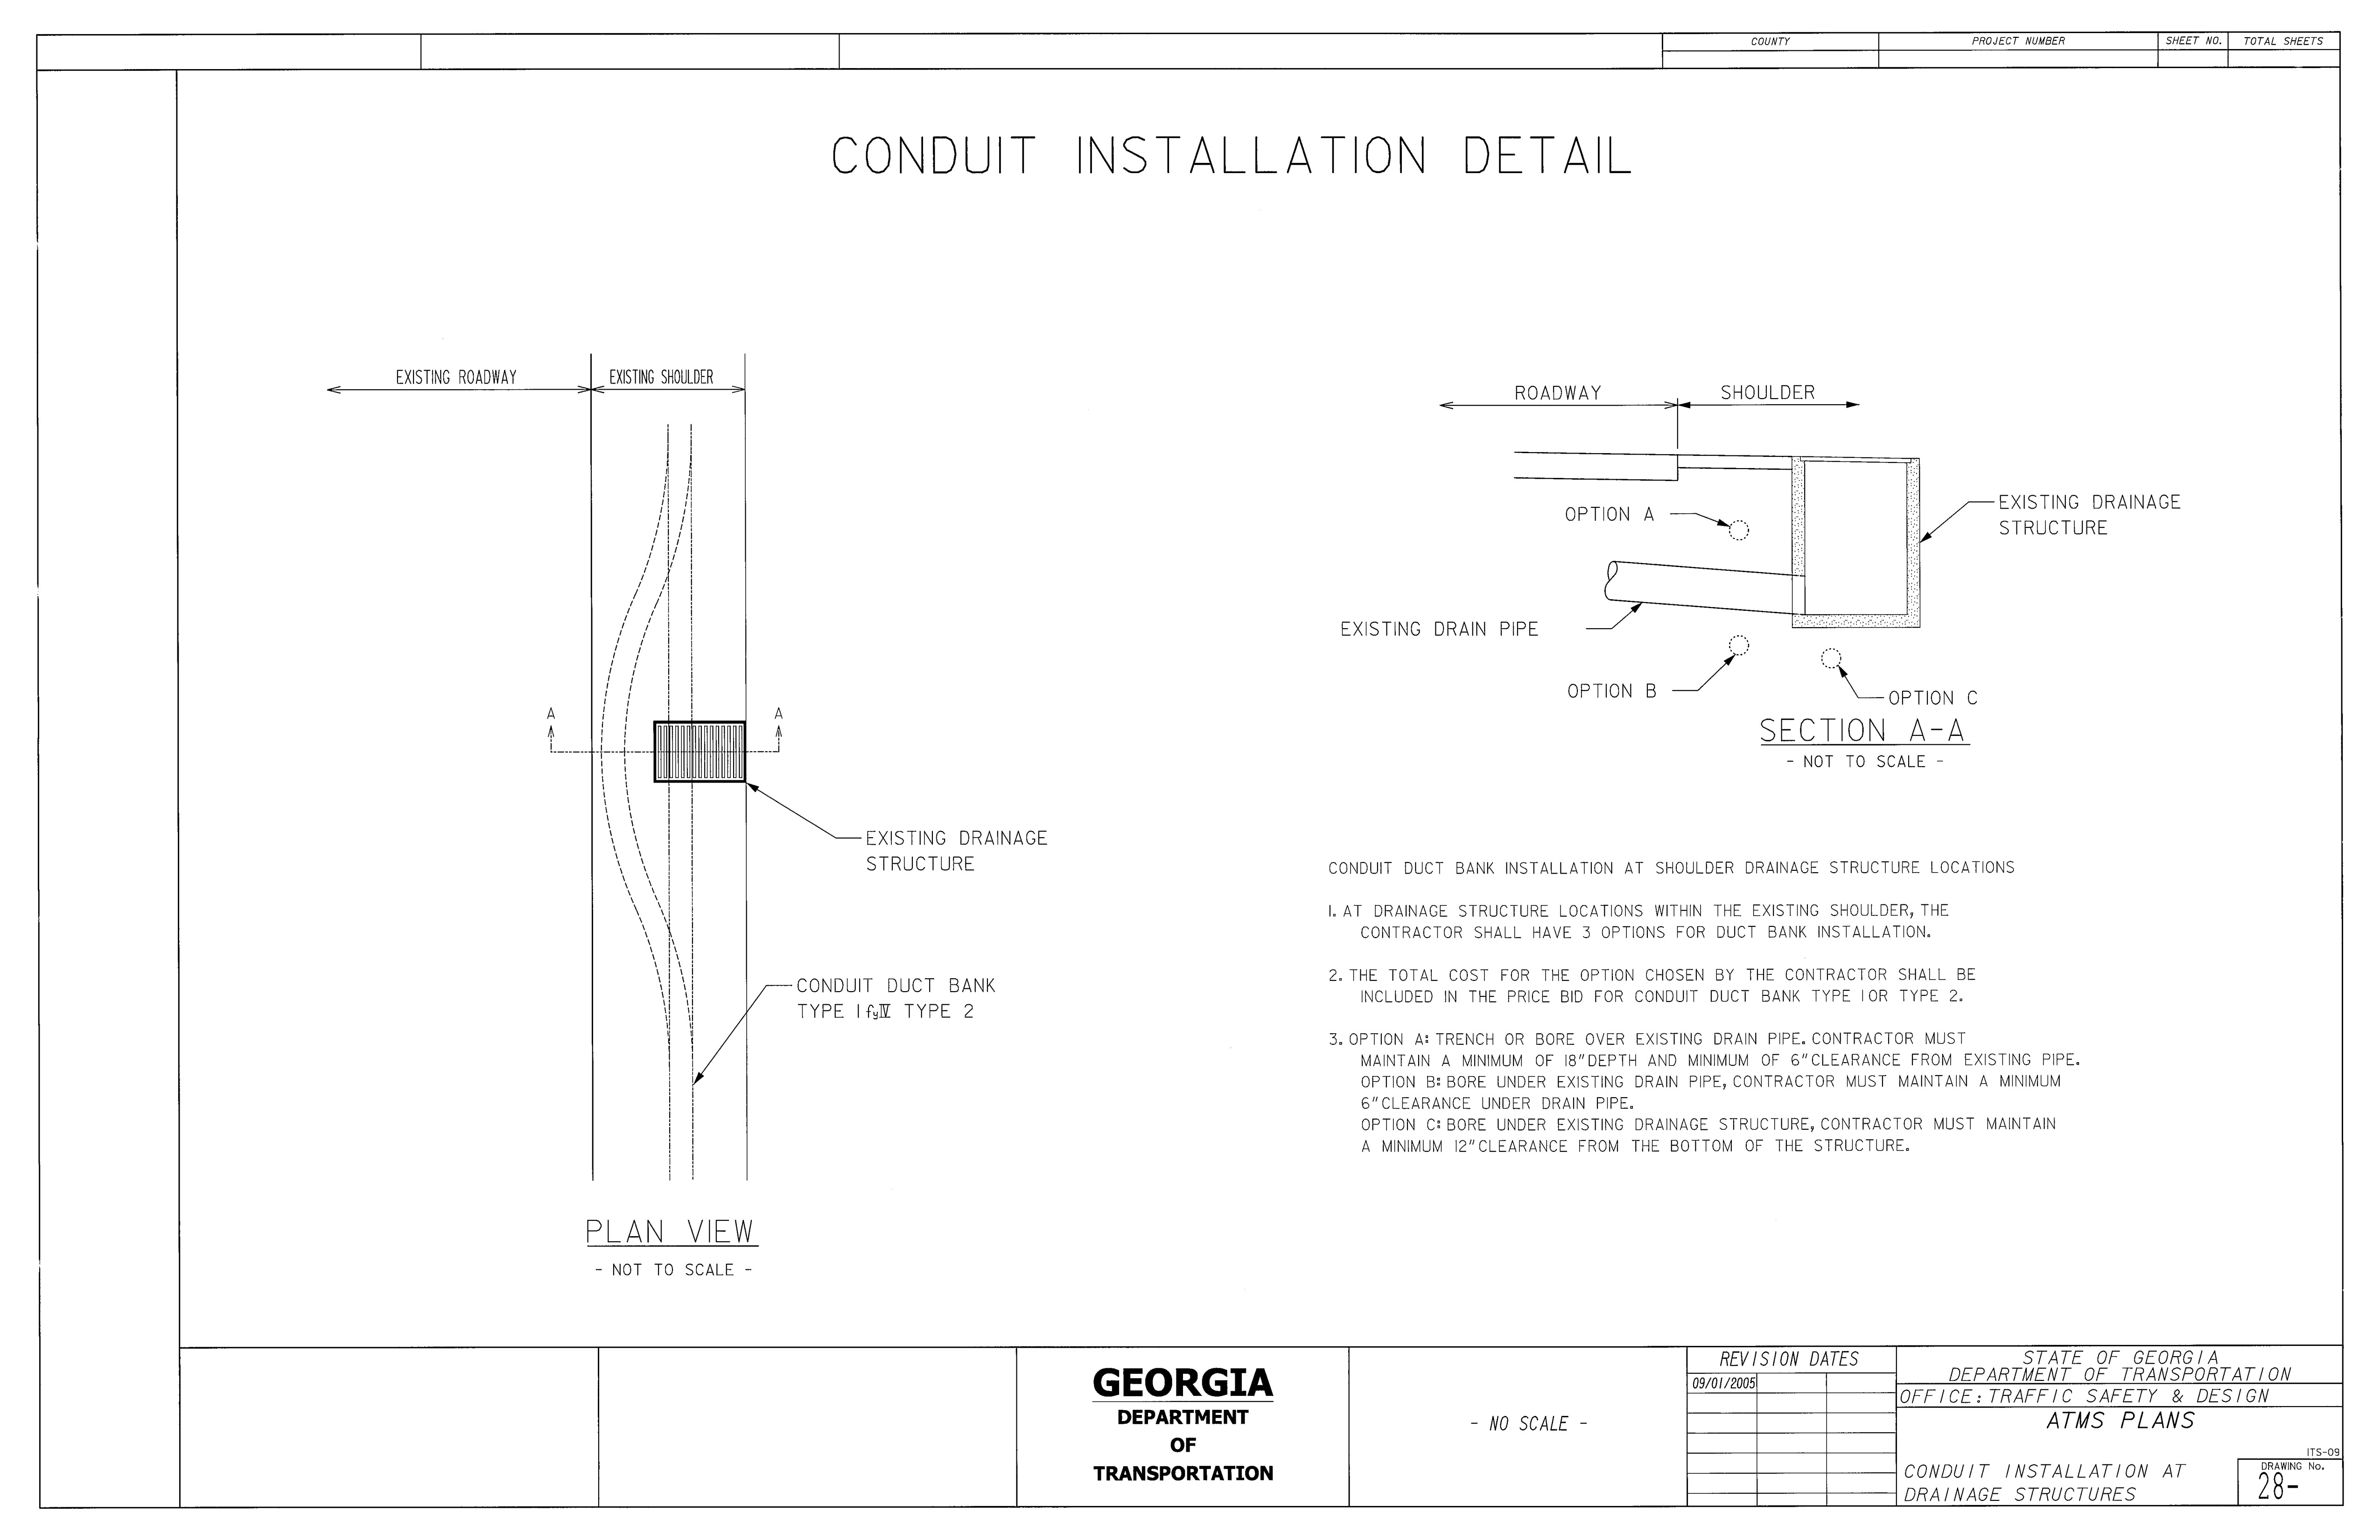 COUNTY
PROJECT NUMBER
SHEET NO.
TOTAL SHEETS
CONDUIT INSTALLATION DETAIL
EXISTING ROADWAY
EXISTING SHOULDER
A
A
EXISTING DRAINAGE
STRUCTURE
CONDUIT DUCT BANK
TYPE 1 fyIV TYPE 2
PLAN VIEW
- NOT TO SCALE -
ROADWAY
SHOULDER
OPTION A
EXISTING DRAINAGE
STRUCTURE
EXISTING DRAIN PIPE
OPTION B
OPTION C
SECTION A-A
- NOT TO SCALE -
CONDUIT DUCT BANK INSTALLATION AT SHOULDER DRAINAGE STRUCTURE LOCATIONS
1. AT DRAINAGE STRUCTURE LOCATIONS WITHIN THE EXISTING SHOULDER, THE
CONTRACTOR SHALL HAVE 3 OPTIONS FOR DUCT BANK INSTALLATION.
2. THE TOTAL COST FOR THE OPTION CHOSEN BY THE CONTRACTOR SHALL BE
INCLUDED IN THE PRICE BID FOR CONDUIT DUCT BANK TYPE 1 OR TYPE 2.
3. OPTION A: TRENCH OR BORE OVER EXISTING DRAIN PIPE. CONTRACTOR MUST
MAINTAIN A MINIMUM OF 18" DEPTH AND MINIMUM OF 6" CLEARANCE FROM EXISTING PIPE.
OPTION B: BORE UNDER EXISTING DRAIN PIPE, CONTRACTOR MUST MAINTAIN A MINIMUM
6" CLEARANCE UNDER DRAIN PIPE.
OPTION C: BORE UNDER EXISTING DRAINAGE STRUCTURE, CONTRACTOR MUST MAINTAIN
A MINIMUM 12" CLEARANCE FROM THE BOTTOM OF THE STRUCTURE.
GEORGIA
DEPARTMENT
OF
TRANSPORTATION
- NO SCALE -
REVISION DATES
09/01/2005
STATE OF GEORGIA
DEPARTMENT OF TRANSPORTATION
OFFICE: TRAFFIC SAFETY & DESIGN
ATMS PLANS
ITS-09
CONDUIT INSTALLATION AT
DRAINAGE STRUCTURES
DRAWING No.
28-